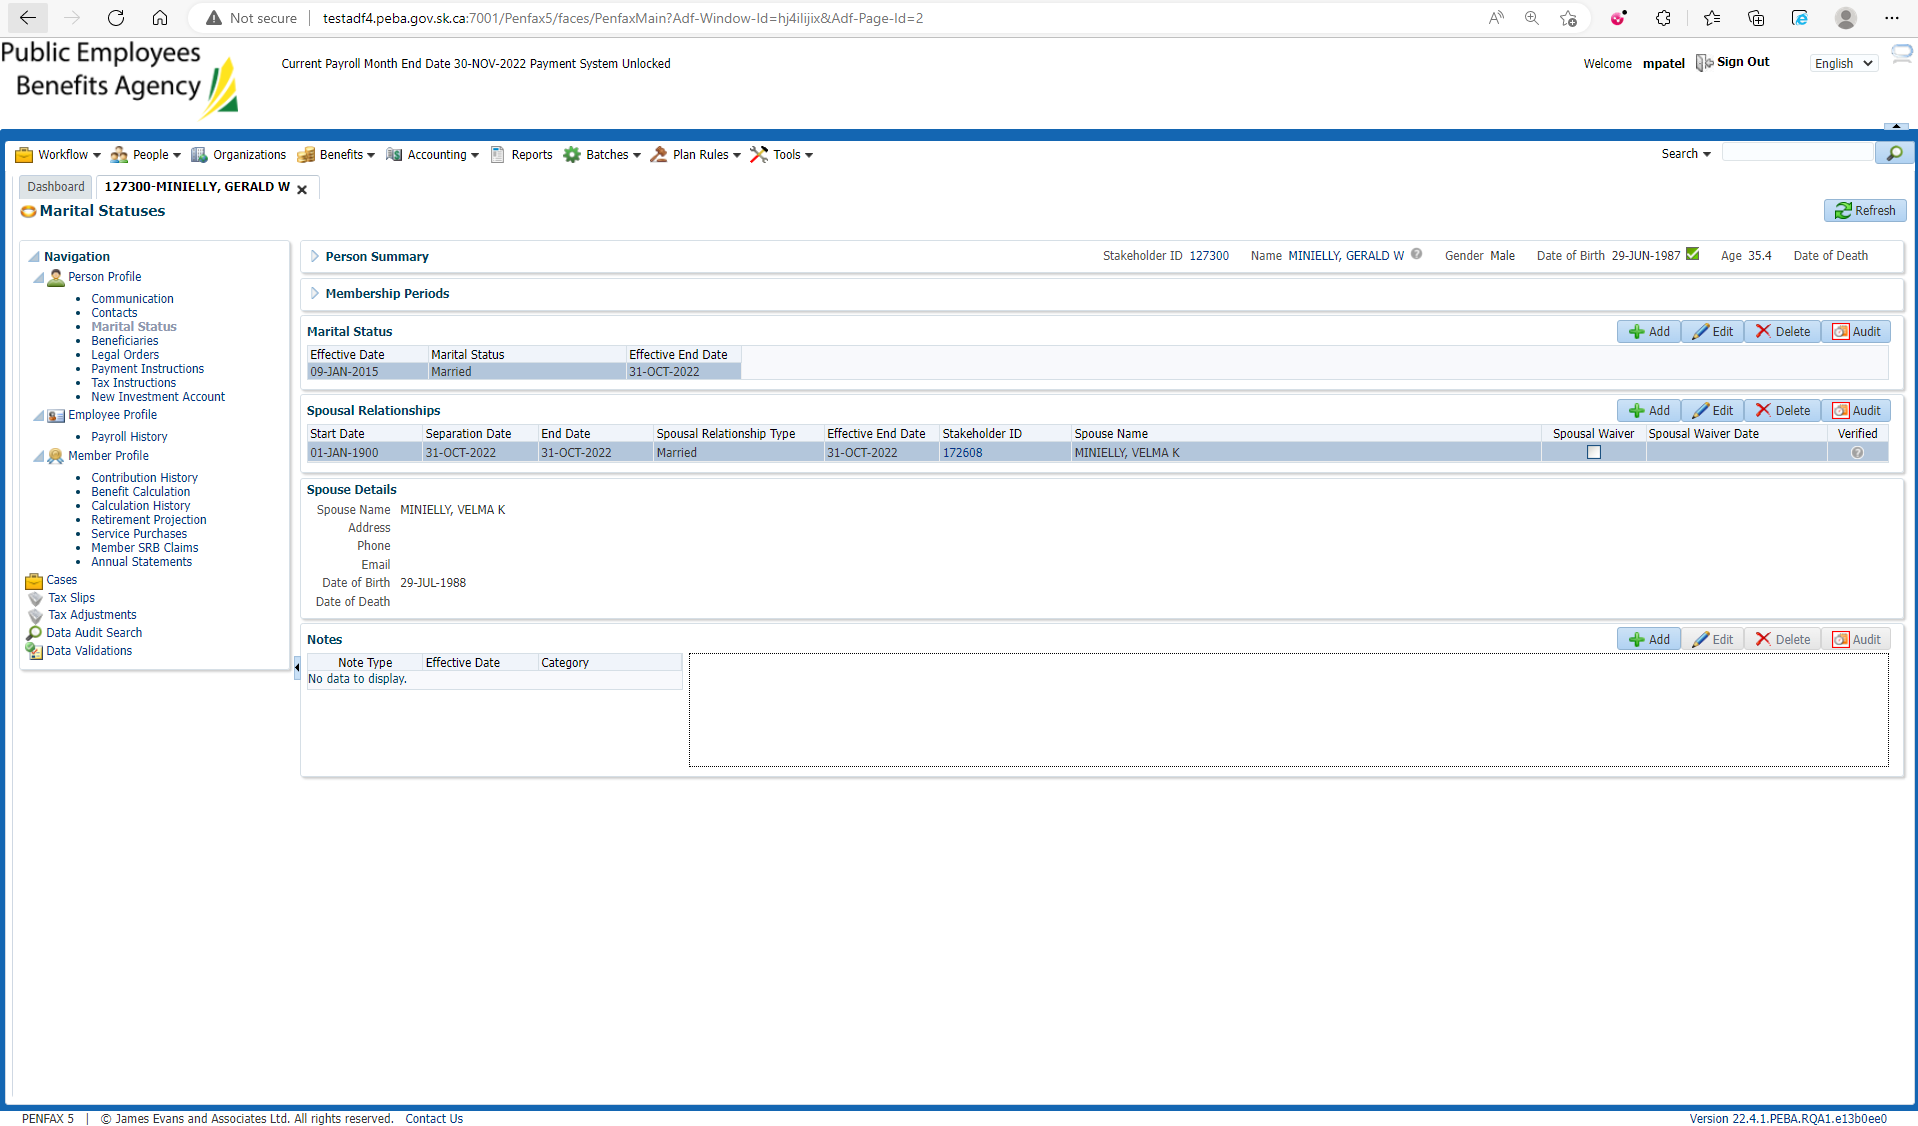 Not secure | testadf4.peba.gov.sk.ca:7001/Penfax5/faces/PenfaxMain?Adf-Window-Id=hj4ilijix&Adf-Page-Id=2
Public Employees
Benefits Agency
Current Payroll Month End Date 30-NOV-2022 Payment System Unlocked
Welcome mpatel Sign Out English
Workflow People Organizations Benefits Accounting Reports Batches Plan Rules Tools Search
Dashboard 127300-MINIELLY, GERALD W
Marital Statuses Refresh
Navigation
Person Profile
Communication
Contacts
Marital Status
Beneficiaries
Legal Orders
Payment Instructions
Tax Instructions
New Investment Account
Employee Profile
Payroll History
Member Profile
Contribution History
Benefit Calculation
Calculation History
Retirement Projection
Service Purchases
Member SRB Claims
Annual Statements
Cases
Tax Slips
Tax Adjustments
Data Audit Search
Data Validations
Person Summary Stakeholder ID 127300 Name MINIELLY, GERALD W Gender Male Date of Birth 29-JUN-1987 Age 35.4 Date of Death
Membership Periods
Marital Status Add Edit Delete Audit
Effective Date Marital Status Effective End Date
09-JAN-2015 Married 31-OCT-2022
Spousal Relationships Add Edit Delete Audit
Start Date Separation Date End Date Spousal Relationship Type Effective End Date Stakeholder ID Spouse Name Spousal Waiver Spousal Waiver Date Verified
01-JAN-1900 31-OCT-2022 31-OCT-2022 Married 31-OCT-2022 172608 MINIELLY, VELMA K
Spouse Details
Spouse Name MINIELLY, VELMA K
Address
Phone
Email
Date of Birth 29-JUL-1988
Date of Death
Notes Add Edit Delete Audit
Note Type Effective Date Category
No data to display.
PENFAX 5 | © James Evans and Associates Ltd. All rights reserved. Contact Us Version 22.4.1.PEBA.RQA1.e13b0ee0